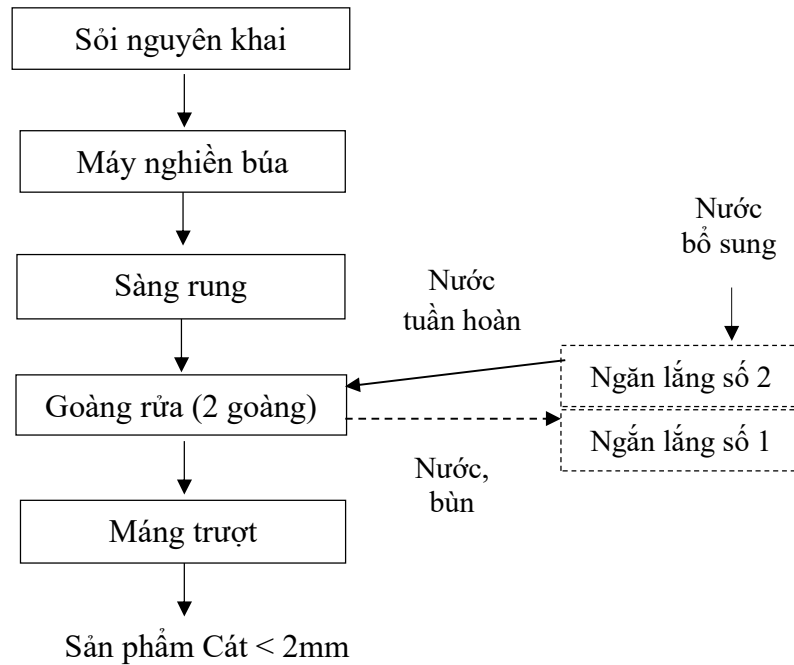 Sỏi nguyên khai
Máy nghiền búa
Nước
bổ sung
Sàng rung
Nước
tuần hoàn
Ngăn lắng số 2
Goàng rửa (2 goàng)
Ngắn lắng số 1
Nước,
bùn
Máng trượt
Sản phẩm Cát < 2mm